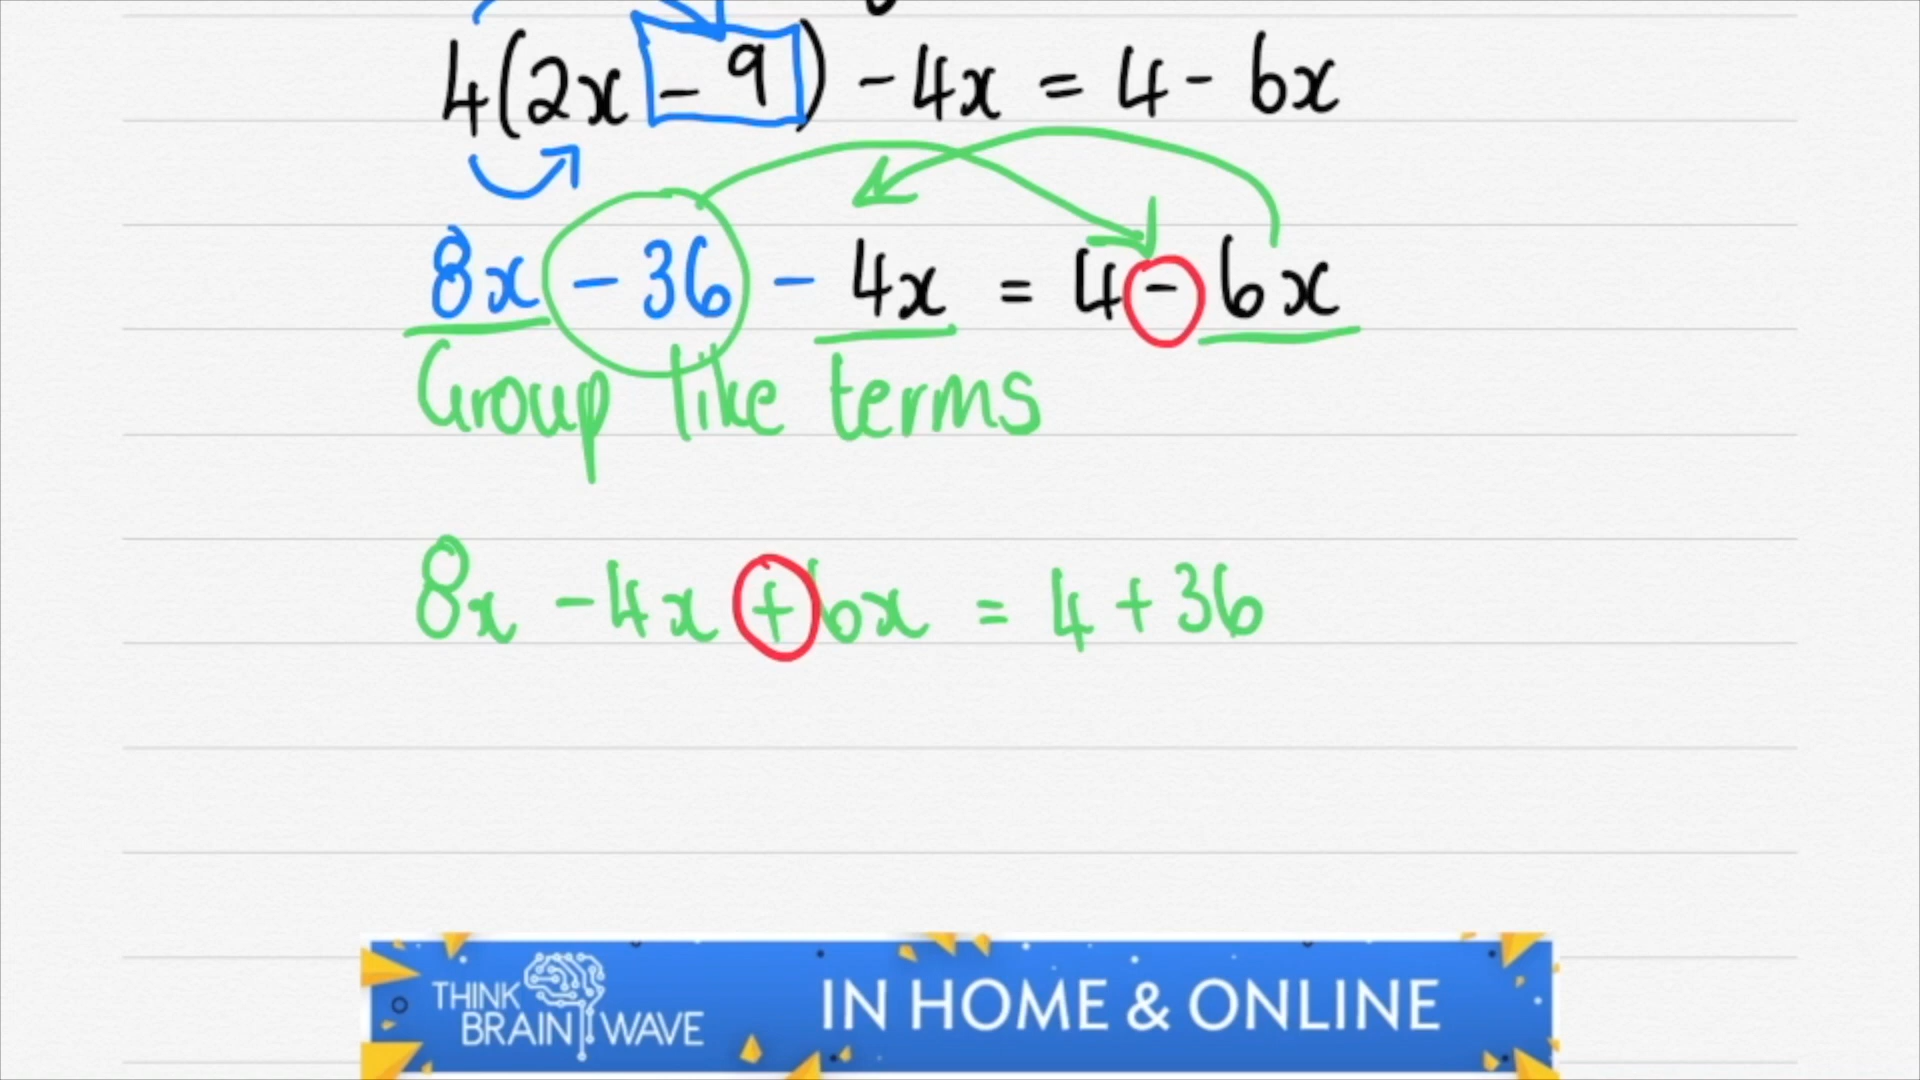 4(2x - 9) - 4x = 4 - 6x
8x - 36 - 4x = 4 - 6x
Group like terms
8x - 4x + 6x = 4 + 36
THINK BRAIN WAVE
IN HOME & ONLINE